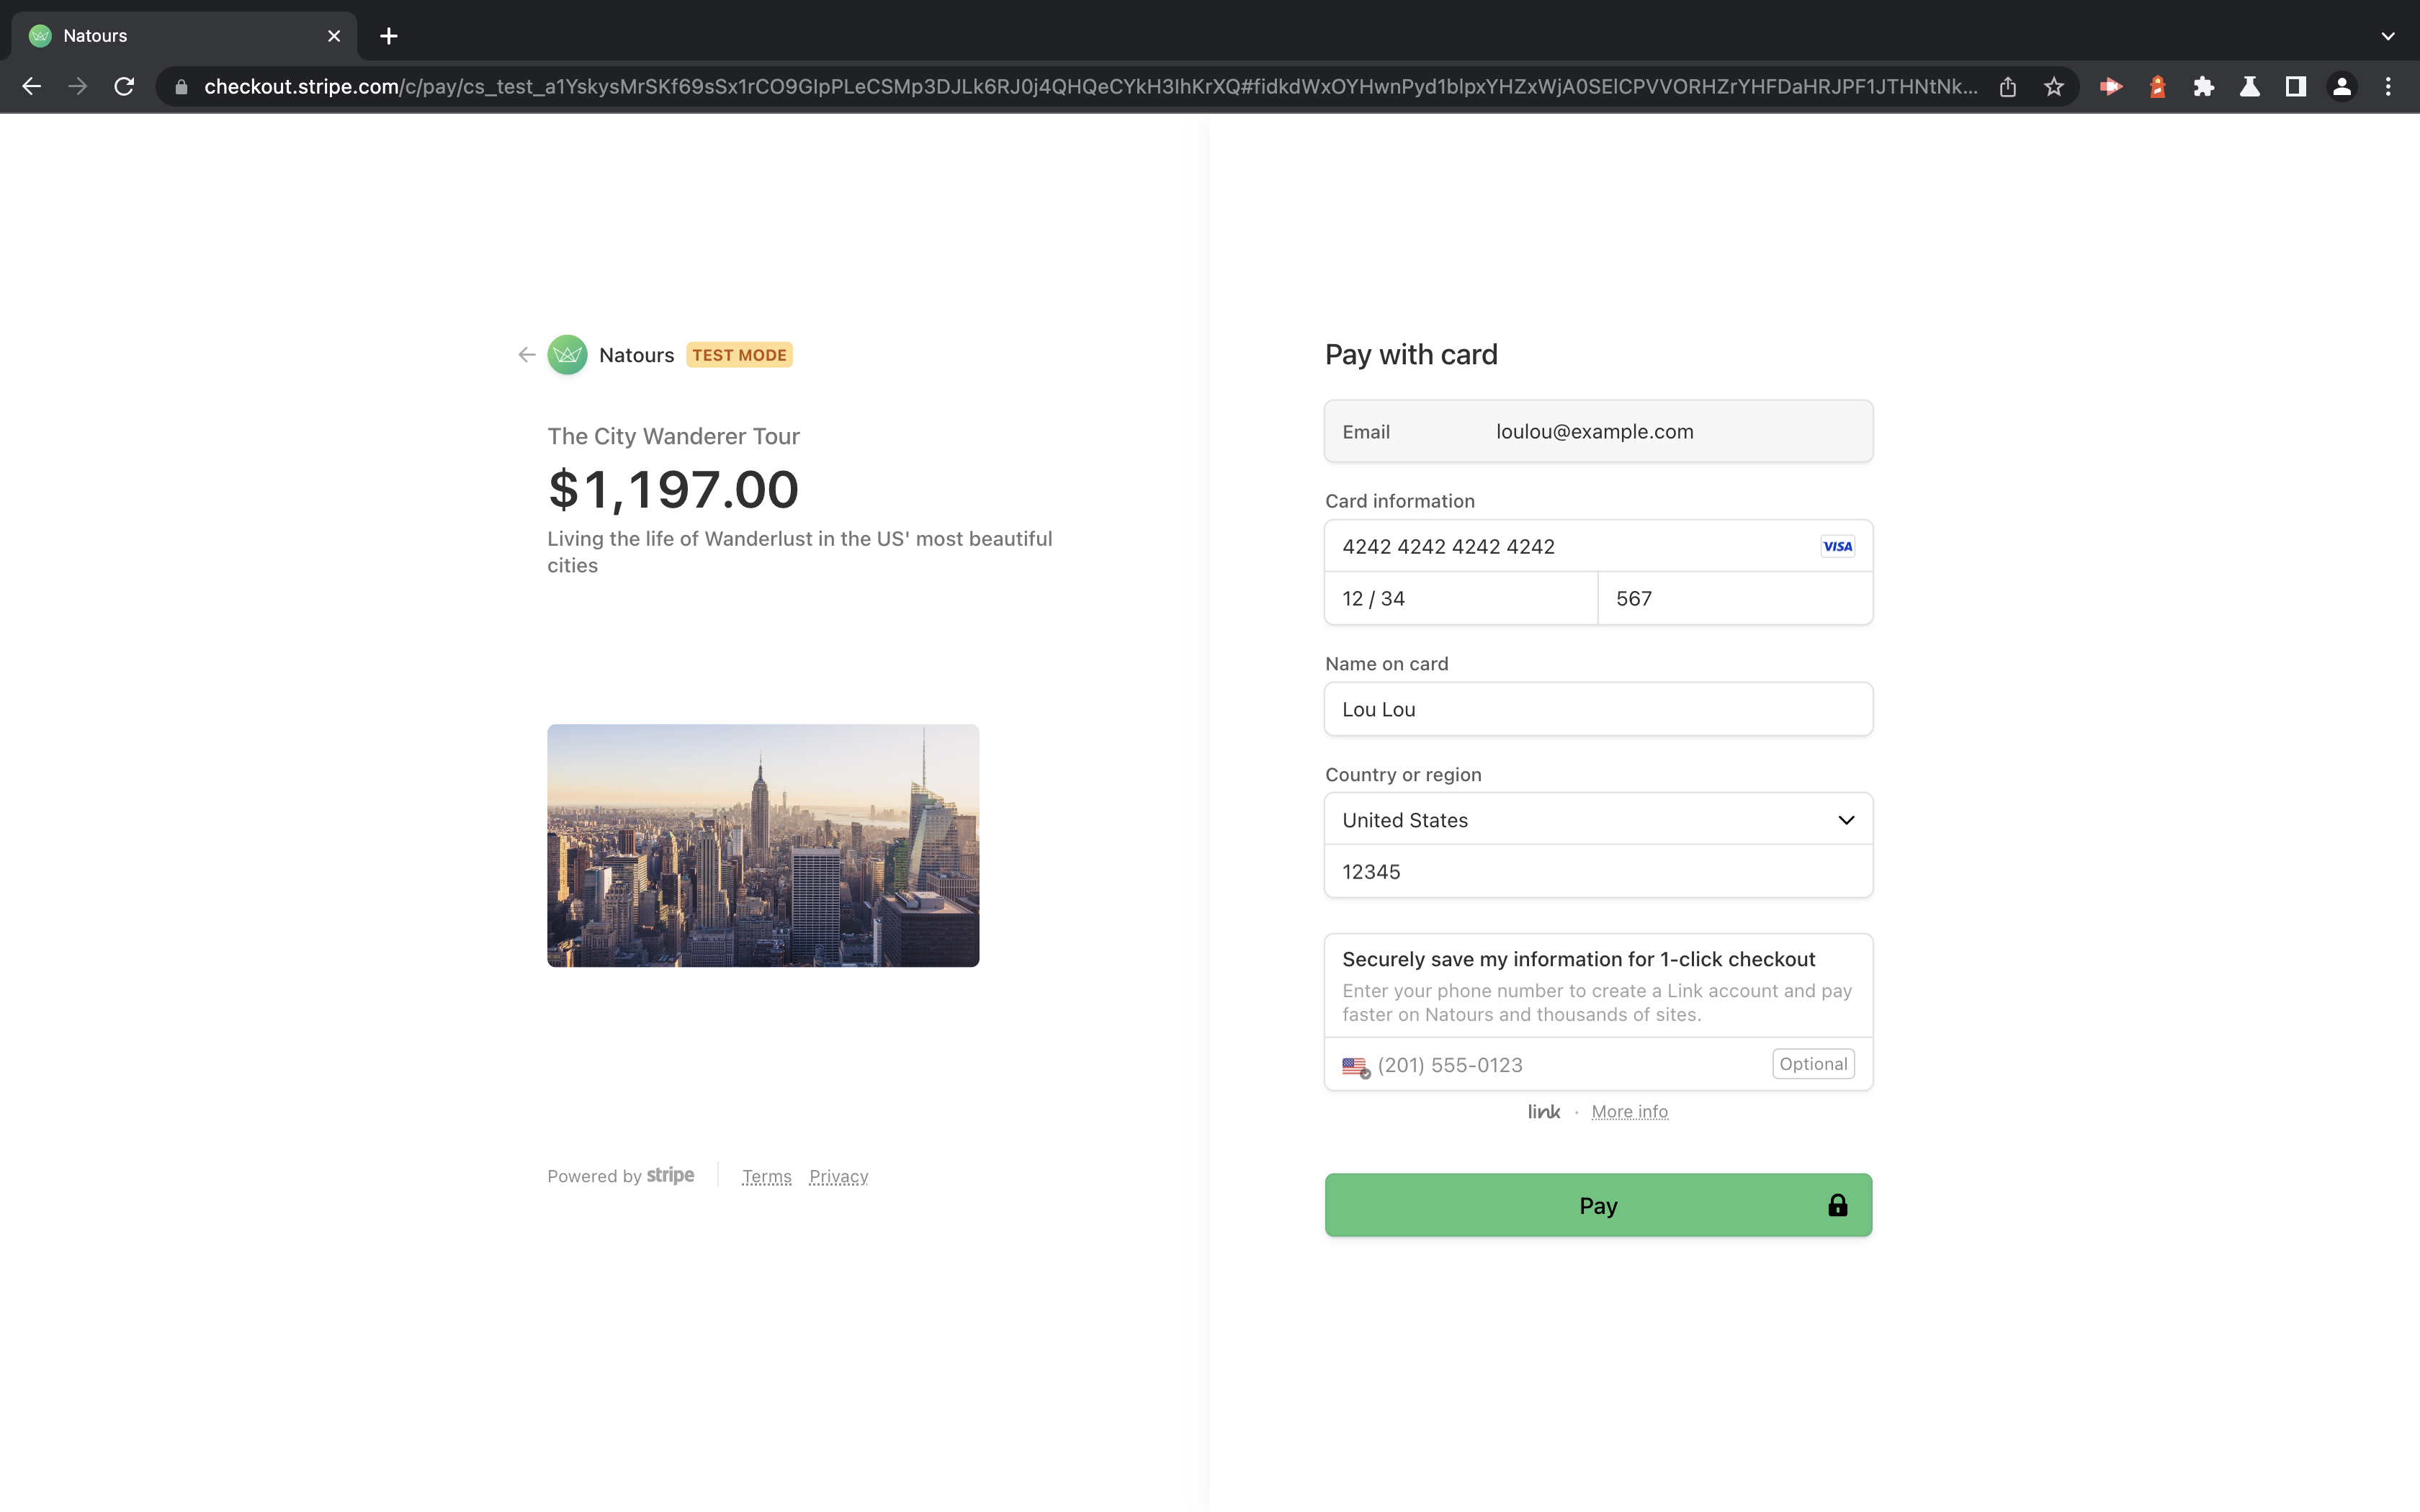 Natours
checkout.stripe.com/c/pay/cs_test_a1YskysMrSKf69sSx1rCO9GlpPLeCSMp3DJLk6RJ0j4QHQeCYkH3IhKrXQ#fidkdWxOYHwnPyd1blpxYHZxWjA0SElCPVVORHZrYHFDaHRJPF1JTHNtNk...
Natours TEST MODE
The City Wanderer Tour
$1,197.00
Living the life of Wanderlust in the US' most beautiful
cities
Powered by stripe Terms Privacy
Pay with card
Email loulou@example.com
Card information
4242 4242 4242 4242 VISA
12 / 34 567
Name on card
Lou Lou
Country or region
United States
12345
Securely save my information for 1-click checkout
Enter your phone number to create a Link account and pay
faster on Natours and thousands of sites.
(201) 555-0123 Optional
link · More info
Pay